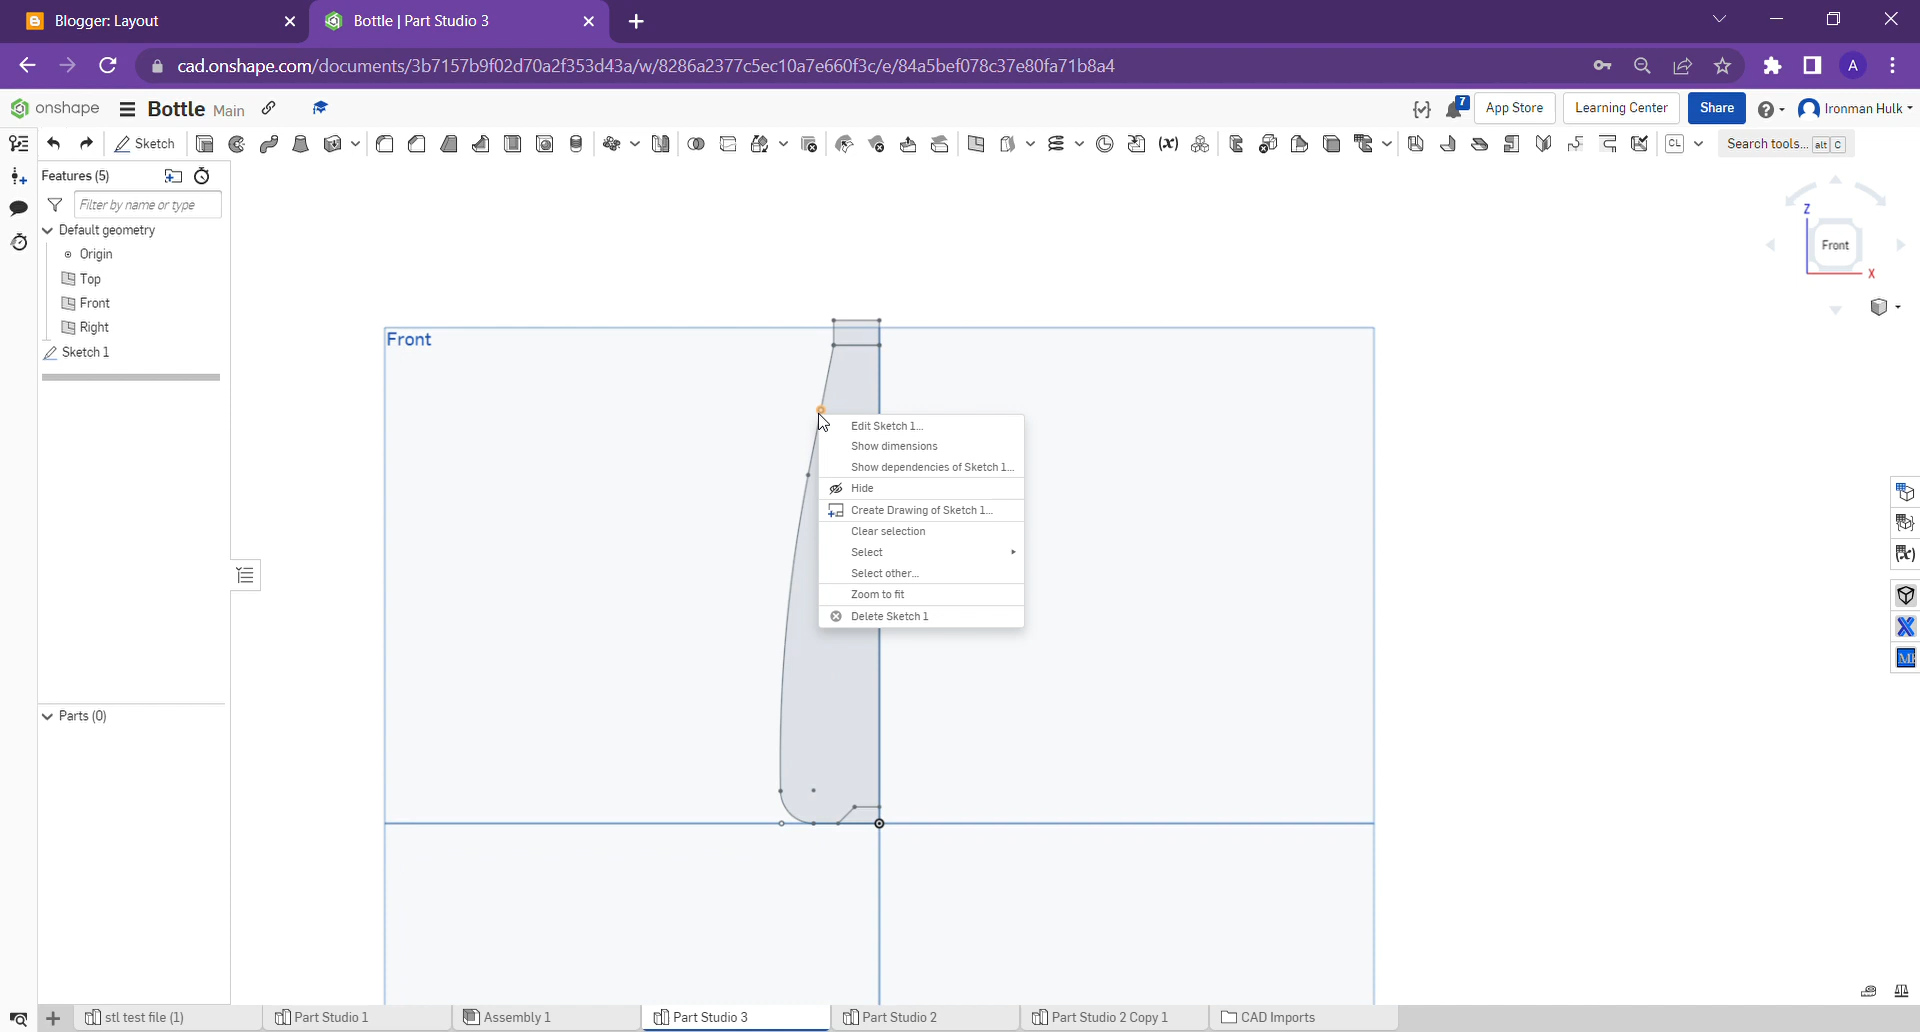 Blogger: Layout
Bottle | Part Studio 3
cad.onshape.com/documents/3b7157b9f02d70a2f353d43a/w/8286a2377c5ec10a7e660f3c/e/84a5bef078c37e80fa71b8a4
A
onshape
Bottle Main
7
App Store
Learning Center
Share
Ironman Hulk
Sketch
(x)
CL
Search tools... alt C
Features (5)
Filter by name or type
Default geometry
Origin
Top
Front
Right
Sketch 1
Parts (0)
Front
Z
Front
X
Edit Sketch 1...
Show dimensions
Show dependencies of Sketch 1...
Hide
Create Drawing of Sketch 1...
Clear selection
Select
Select other...
Zoom to fit
Delete Sketch 1
(x)
stl test file (1)
Part Studio 1
Assembly 1
Part Studio 3
Part Studio 2
Part Studio 2 Copy 1
CAD Imports